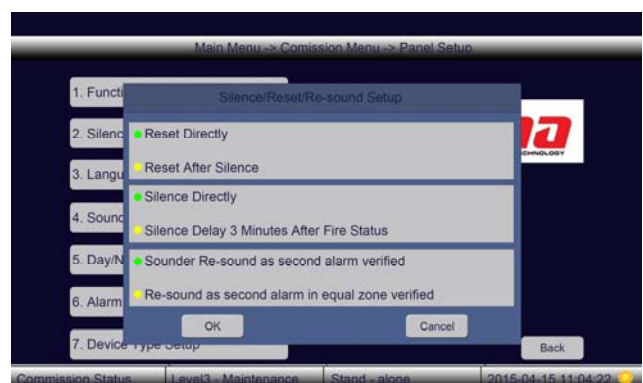 Main Menu -> Comission Menu -> Panel Setup
1. Functi
Silence/Reset/Re-sound Setup
2. Silenc
Reset Directly
Reset After Silence
3. Langu
Silence Directly
4. Sound
Silence Delay 3 Minutes After Fire Status
5. Day/N
Sounder Re-sound as second alarm verified
6. Alarm
Re-sound as second alarm in equal zone verified
OK
Cancel
7. Device Type Setup
Back
Commission Status
Level3 - Maintenance
Stand - alone
2015-04-15 11:04:22